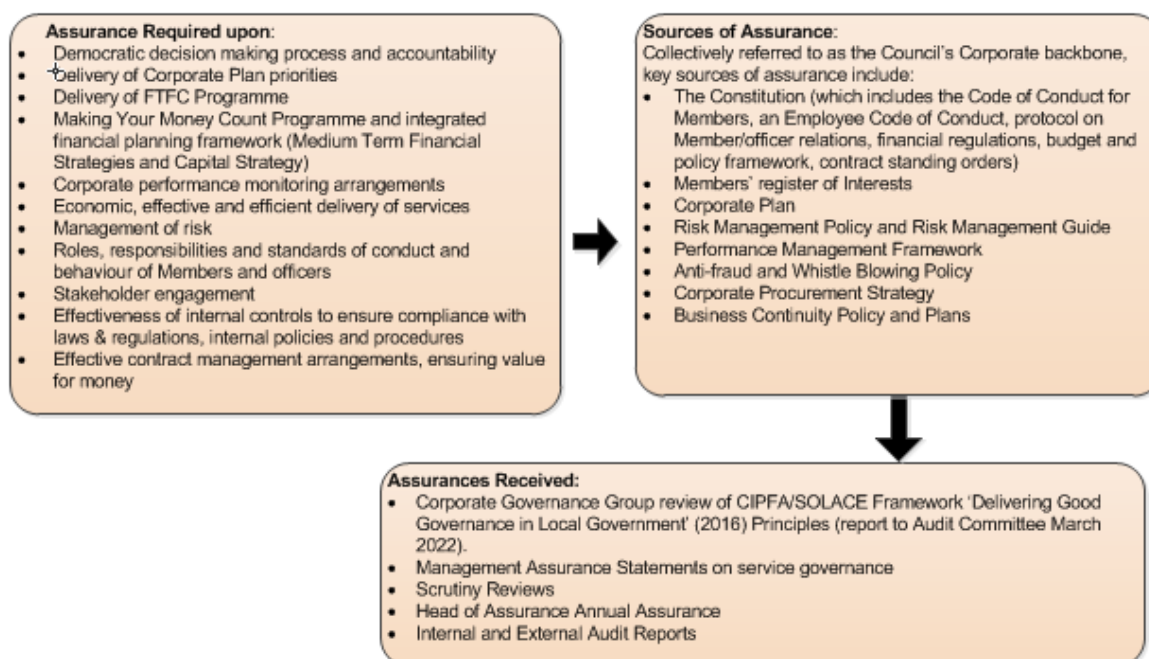 Assurance Required upon:
• Democratic decision making process and accountability
• Delivery of Corporate Plan priorities
• Delivery of FTFC Programme
• Making Your Money Count Programme and integrated
financial planning framework (Medium Term Financial
Strategies and Capital Strategy)
• Corporate performance monitoring arrangements
• Economic, effective and efficient delivery of services
• Management of risk
• Roles, responsibilities and standards of conduct and
behaviour of Members and officers
• Stakeholder engagement
• Effectiveness of internal controls to ensure compliance with
laws & regulations, internal policies and procedures
• Effective contract management arrangements, ensuring value
for money
Sources of Assurance:
Collectively referred to as the Council's Corporate backbone,
key sources of assurance include:
• The Constitution (which includes the Code of Conduct for
Members, an Employee Code of Conduct, protocol on
Member/officer relations, financial regulations, budget and
policy framework, contract standing orders)
• Members' register of Interests
• Corporate Plan
• Risk Management Policy and Risk Management Guide
• Performance Management Framework
• Anti-fraud and Whistle Blowing Policy
• Corporate Procurement Strategy
• Business Continuity Policy and Plans
Assurances Received:
• Corporate Governance Group review of CIPFA/SOLACE Framework 'Delivering Good
Governance in Local Government' (2016) Principles (report to Audit Committee March
2022).
• Management Assurance Statements on service governance
• Scrutiny Reviews
• Head of Assurance Annual Assurance
• Internal and External Audit Reports